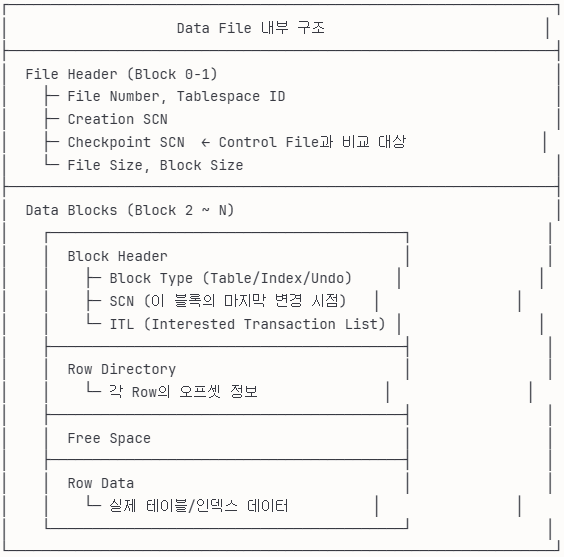 Data File 내부 구조
File Header (Block 0-1)
├─ File Number, Tablespace ID
├─ Creation SCN
├─ Checkpoint SCN ← Control File과 비교 대상
└─ File Size, Block Size
Data Blocks (Block 2 ~ N)
Block Header
├─ Block Type (Table/Index/Undo)
├─ SCN (이 블록의 마지막 변경 시점)
└─ ITL (Interested Transaction List)
Row Directory
└─ 각 Row의 오프셋 정보
Free Space
Row Data
└─ 실제 테이블/인덱스 데이터